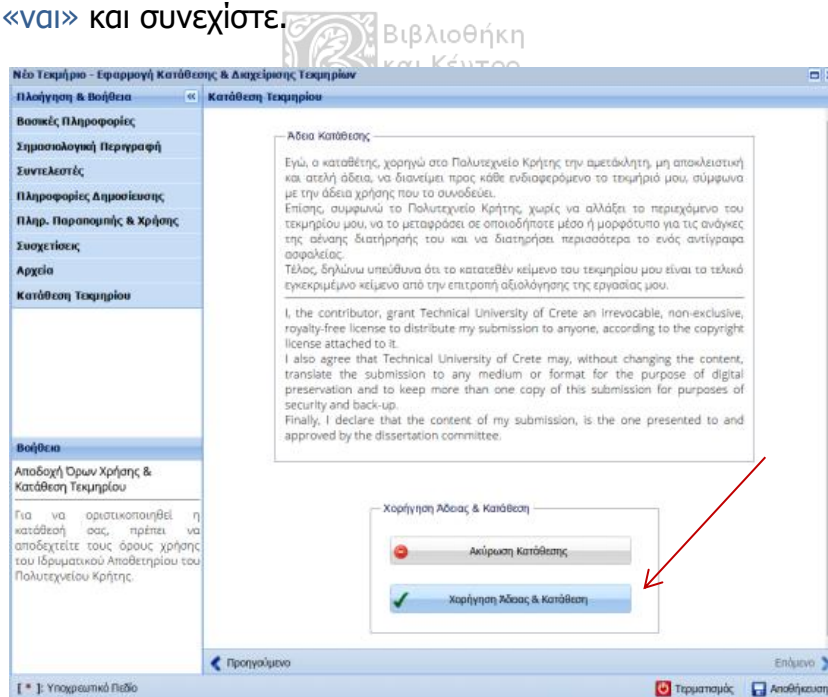 «ναι» και συνεχίστε.
Βιβλιοθήκη
και Κέντρο
Νέο Τεκμήριο - Εφαρμογή Κατάθεσης & Διαχείρισης Τεκμηρίων
Πλοήγηση & Βοήθεια
Βασικές Πληροφορίες
Σημασιολογική Περιγραφή
Συντελεστές
Πληροφορίες Δημοσίευσης
Πληρ. Παραπομπής & Χρήσης
Συσχετίσεις
Αρχεία
Κατάθεση Τεκμηρίου
Βοήθεια
Αποδοχή Όρων Χρήσης &
Κατάθεση Τεκμηρίου
Για να οριστικοποιηθεί η
κατάθεσή σας, πρέπει να
αποδεχτείτε τους όρους χρήσης
του Ιδρυματικού Αποθετηρίου του
Πολυτεχνείου Κρήτης.
Κατάθεση Τεκμηρίου
Άδεια Κατάθεσης
Εγώ, ο καταθέτης, χορηγώ στο Πολυτεχνείο Κρήτης την αμετάκλητη, μη αποκλειστική
και ατελή άδεια, να διανείμει προς κάθε ενδιαφερόμενο το τεκμήριό μου, σύμφωνα
με την άδεια χρήσης που το συνοδεύει.
Επίσης, συμφωνώ το Πολυτεχνείο Κρήτης, χωρίς να αλλάξει το περιεχόμενο του
τεκμηρίου μου, να το μεταφράσει σε οποιοδήποτε μέσο ή μορφότυπο για τις ανάγκες
της αέναης διατήρησής του και να διατηρήσει περισσότερα το ενός αντίγραφα
ασφαλείας.
Τέλος, δηλώνω υπεύθυνα ότι το κατατεθέν κείμενο του τεκμηρίου μου είναι το τελικό
εγκεκριμένο κείμενο από την επιτροπή αξιολόγησης της εργασίας μου.
I, the contributor, grant Technical University of Crete an irrevocable, non-exclusive,
royalty-free license to distribute my submission to anyone, according to the copyright
license attached to it.
I also agree that Technical University of Crete may, without changing the content,
translate the submission to any medium or format for the purpose of digital
preservation and to keep more than one copy of this submission for purposes of
security and back-up.
Finally, I declare that the content of my submission, is the one presented to and
approved by the dissertation committee.
Χορήγηση Άδειας & Κατάθεση
Ακύρωση Κατάθεσης
Χορήγηση Άδειας & Κατάθεση
Προηγούμενο
Επόμενο
[ * ]: Υποχρεωτικό Πεδίο
Τερματισμός
Αποθήκευση